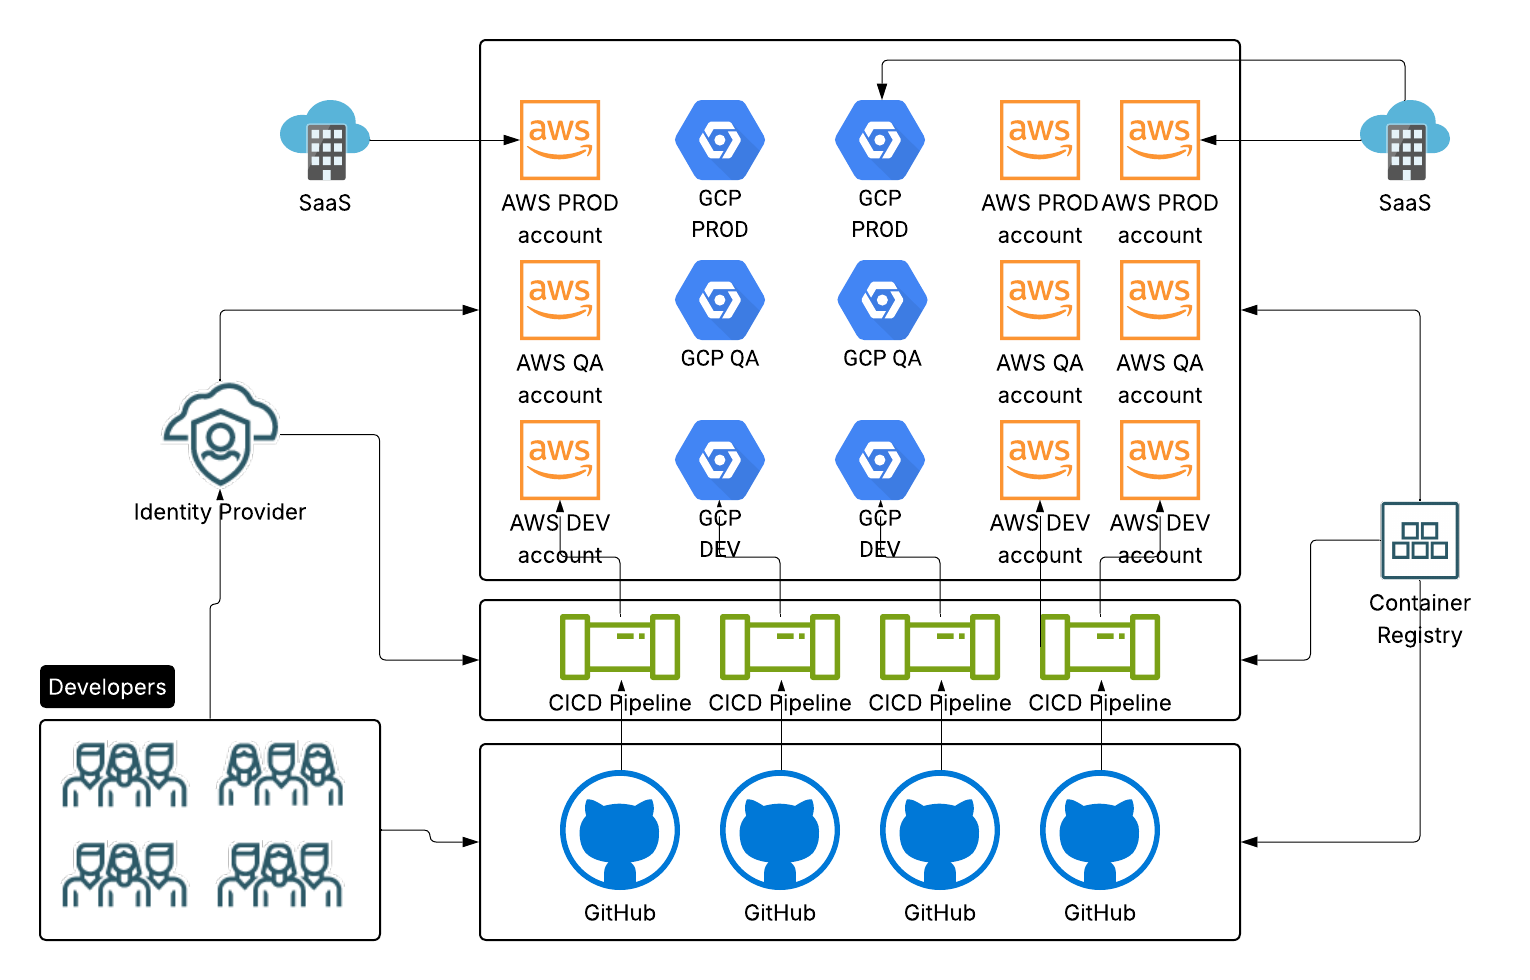 aws
aws
aws
SaaS
AWS PROD
account
GCP
PROD
GCP
PROD
AWS PROD
account
AWS PROD
account
SaaS
aws
aws
aws
AWS QA
account
GCP QA
GCP QA
AWS QA
account
AWS QA
account
aws
aws
aws
Identity Provider
AWS DEV
account
GCP
DEV
GCP
DEV
AWS DEV
account
AWS DEV
account
Container
Registry
Developers
CICD Pipeline
CICD Pipeline
CICD Pipeline
CICD Pipeline
GitHub
GitHub
GitHub
GitHub